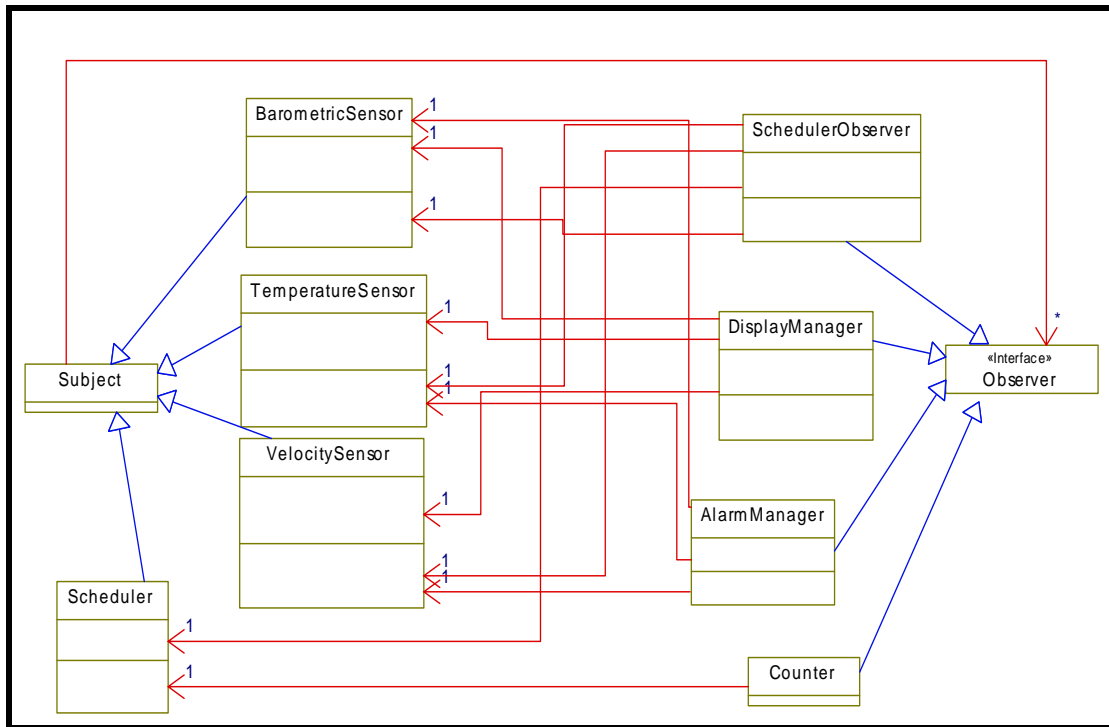 BarometricSensor
1
1
1
SchedulerObserver
TemperatureSensor
1
1
1
DisplayManager
*
«Interface»
Observer
Subject
VelocitySensor
1
1
1
AlarmManager
Scheduler
1
1
Counter